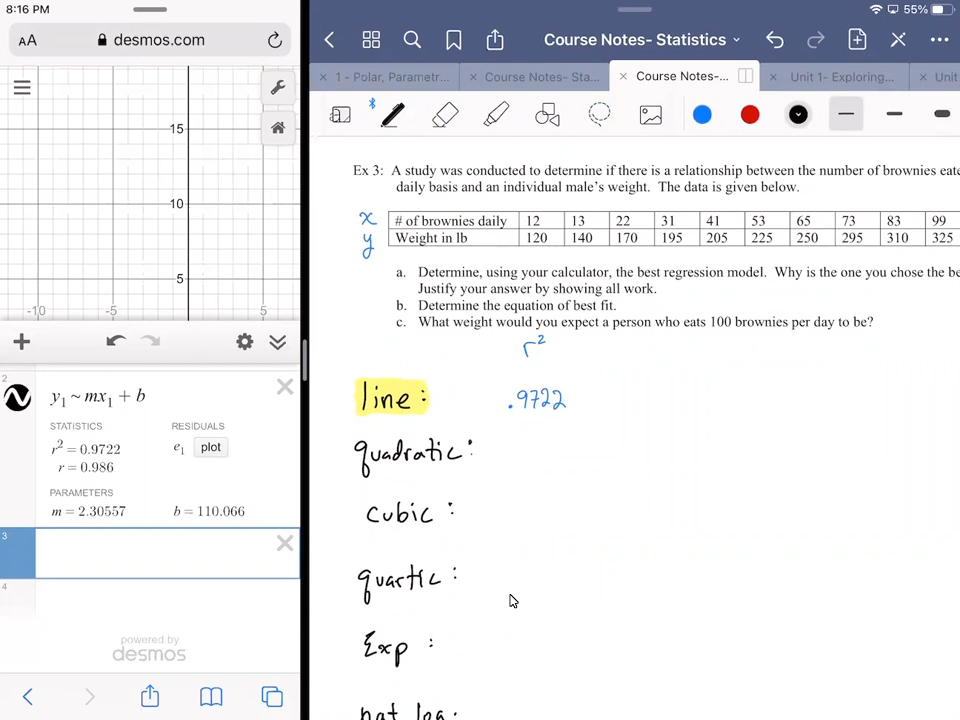 8:16 PM
55%
AA desmos.com
Course Notes- Statistics
1 - Polar, Parametr...
Course Notes- Sta...
Course Notes-...
Unit 1- Exploring...
Unit
15
10
5
-10
-5
5
Ex 3: A study was conducted to determine if there is a relationship between the number of brownies eate
daily basis and an individual male's weight. The data is given below.
x # of brownies daily 12 13 22 31 41 53 65 73 83 99
y Weight in lb 120 140 170 195 205 225 250 295 310 325
a. Determine, using your calculator, the best regression model. Why is the one you chose the be
Justify your answer by showing all work.
b. Determine the equation of best fit.
c. What weight would you expect a person who eats 100 brownies per day to be?
r²
line: .9722
quadratic:
cubic:
quartic:
Exp:
nat log:
2
y₁ ~ mx₁ + b
STATISTICS RESIDUALS
r² = 0.9722 e₁ plot
r = 0.986
PARAMETERS
m = 2.30557 b = 110.066
3
4
powered by
desmos